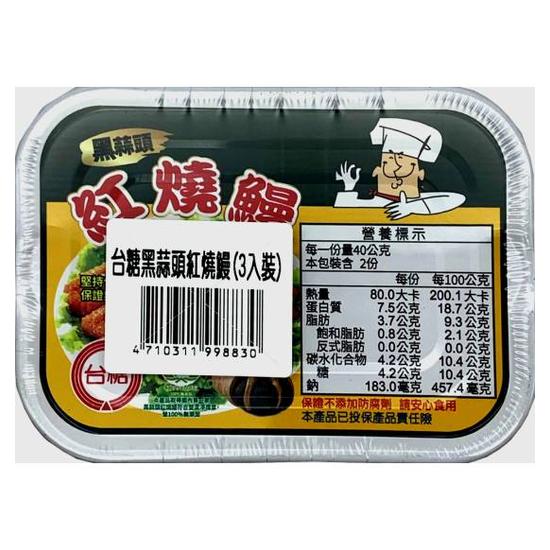 黑蒜頭
紅燒鰻
台糖黑蒜頭紅燒鰻(3入裝)
4 710311 998830
堅持
保證
台糖
營養標示
每一份量40公克
本包裝含 2份
每份 每100公克
熱量 80.0大卡 200.1大卡
蛋白質 7.5公克 18.7公克
脂肪 3.7公克 9.3公克
飽和脂肪 0.8公克 2.1公克
反式脂肪 0.0公克 0.0公克
碳水化合物 4.2公克 10.4公克
糖 4.2公克 10.4公克
鈉 183.0毫克 457.4毫克
保證不添加防腐劑 請安心食用
本產品已投保產品責任險